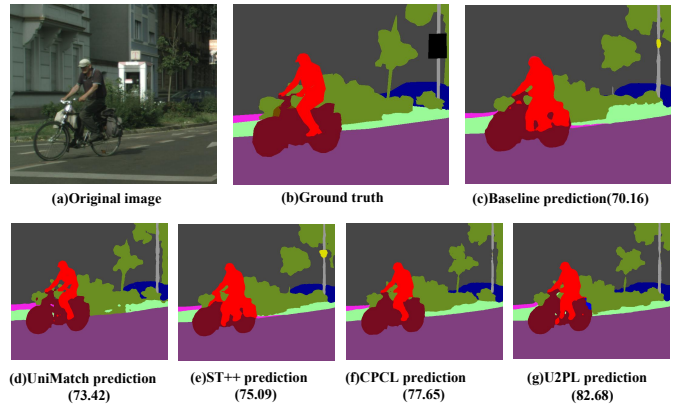 (a)Original image
(b)Ground truth
(c)Baseline prediction(70.16)
(d)UniMatch prediction
(73.42)
(e)ST++ prediction
(75.09)
(f)CPCL prediction
(77.65)
(g)U2PL prediction
(82.68)